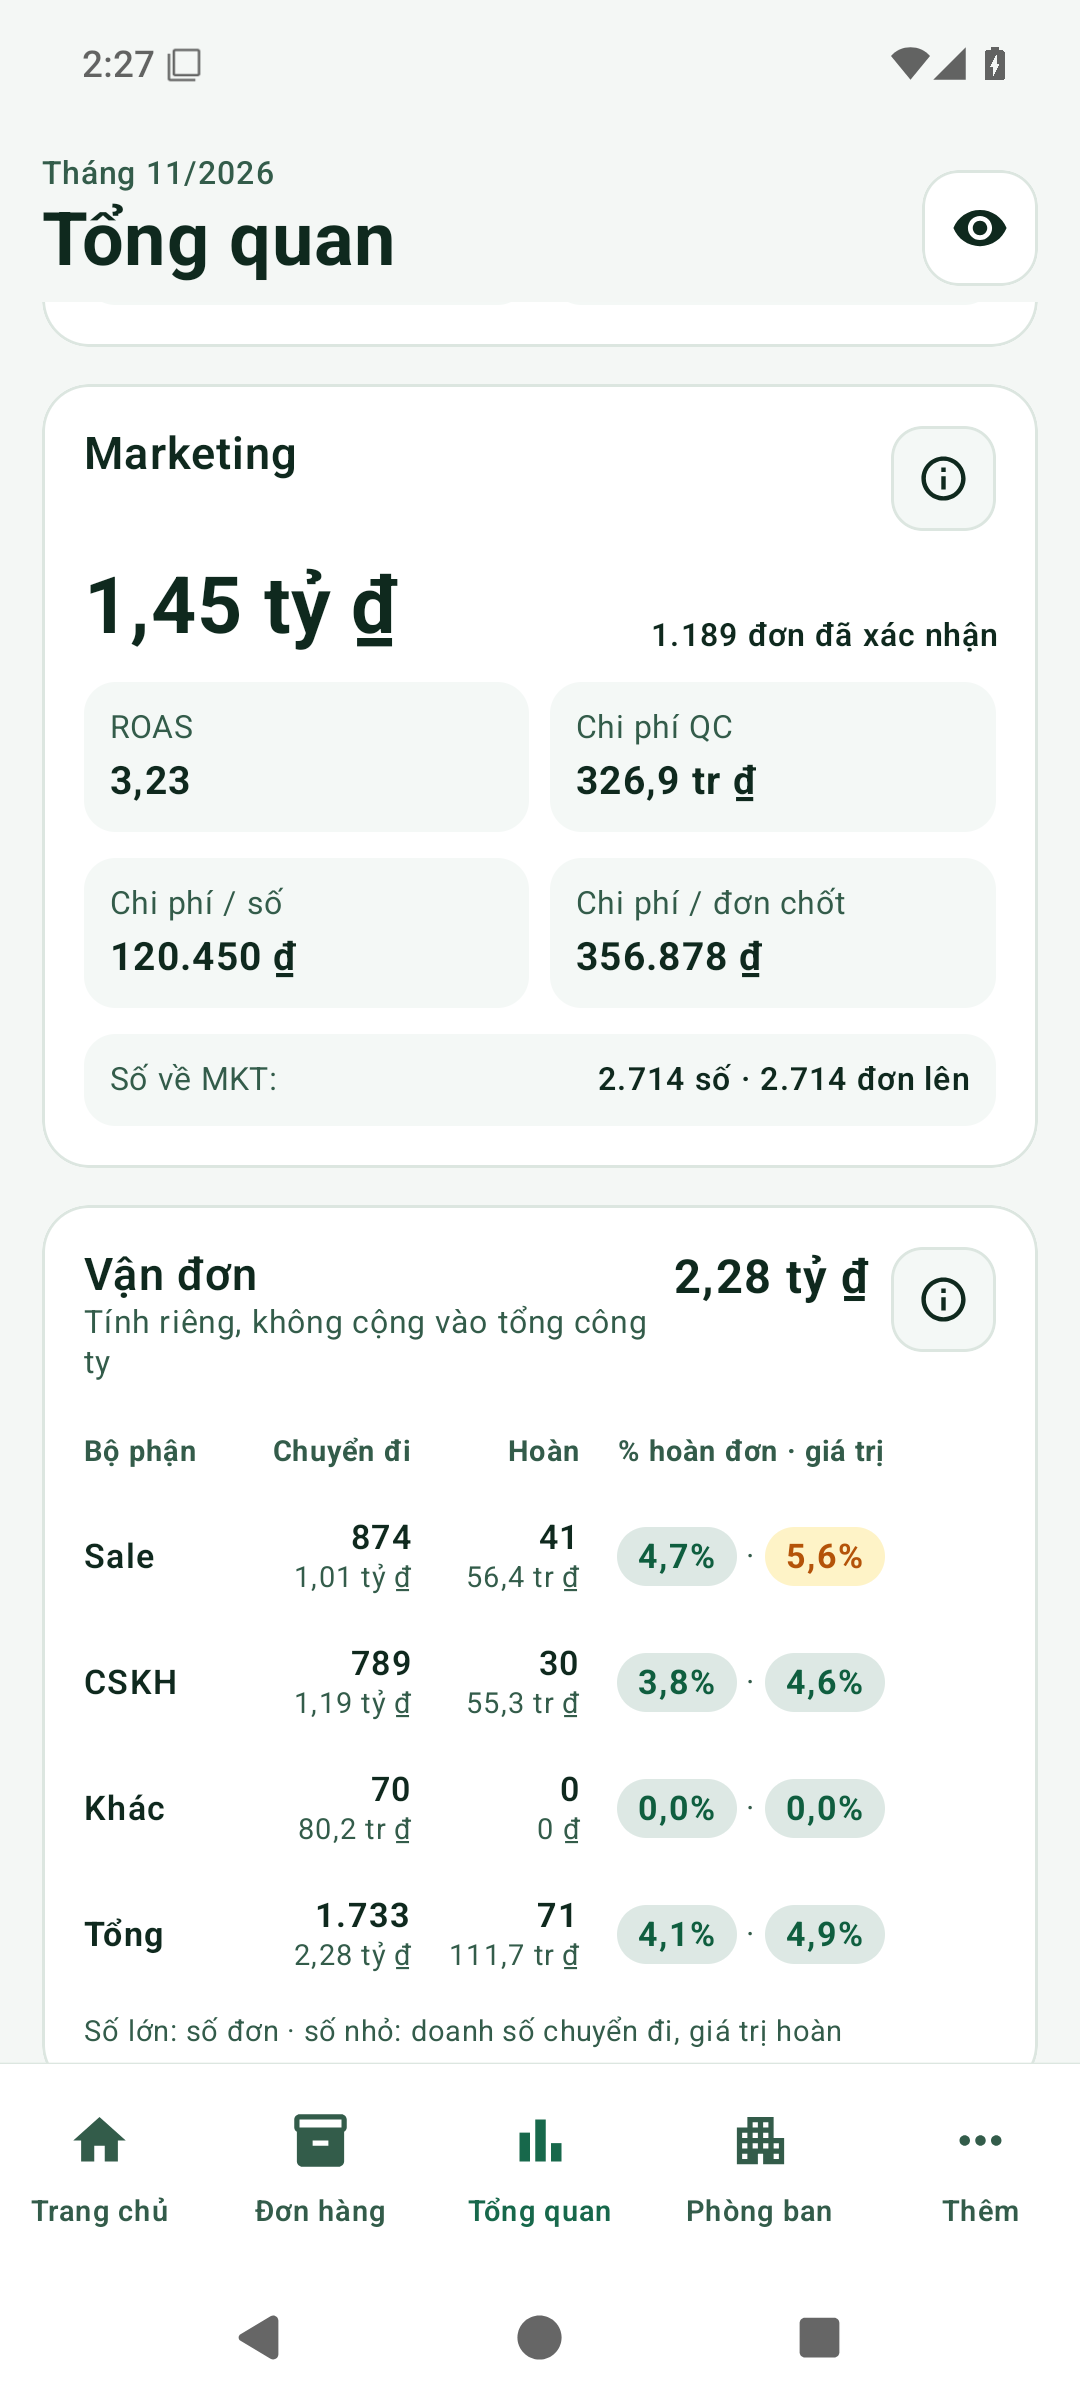 2:27
Tháng 11/2026
Tổng quan
Marketing
1,45 tỷ ₫
1.189 đơn đã xác nhận
ROAS
3,23
Chi phí QC
326,9 tr ₫
Chi phí / số
120.450 ₫
Chi phí / đơn chốt
356.878 ₫
Số về MKT: 2.714 số · 2.714 đơn lên
Vận đơn 2,28 tỷ ₫
Tính riêng, không cộng vào tổng công
ty
Bộ phận Chuyển đi Hoàn % hoàn đơn · giá trị
Sale 874 41 4,7% · 5,6%
1,01 tỷ ₫ 56,4 tr ₫
CSKH 789 30 3,8% · 4,6%
1,19 tỷ ₫ 55,3 tr ₫
Khác 70 0 0,0% · 0,0%
80,2 tr ₫ 0 ₫
Tổng 1.733 71 4,1% · 4,9%
2,28 tỷ ₫ 111,7 tr ₫
Số lớn: số đơn · số nhỏ: doanh số chuyển đi, giá trị hoàn
Trang chủ Đơn hàng Tổng quan Phòng ban Thêm